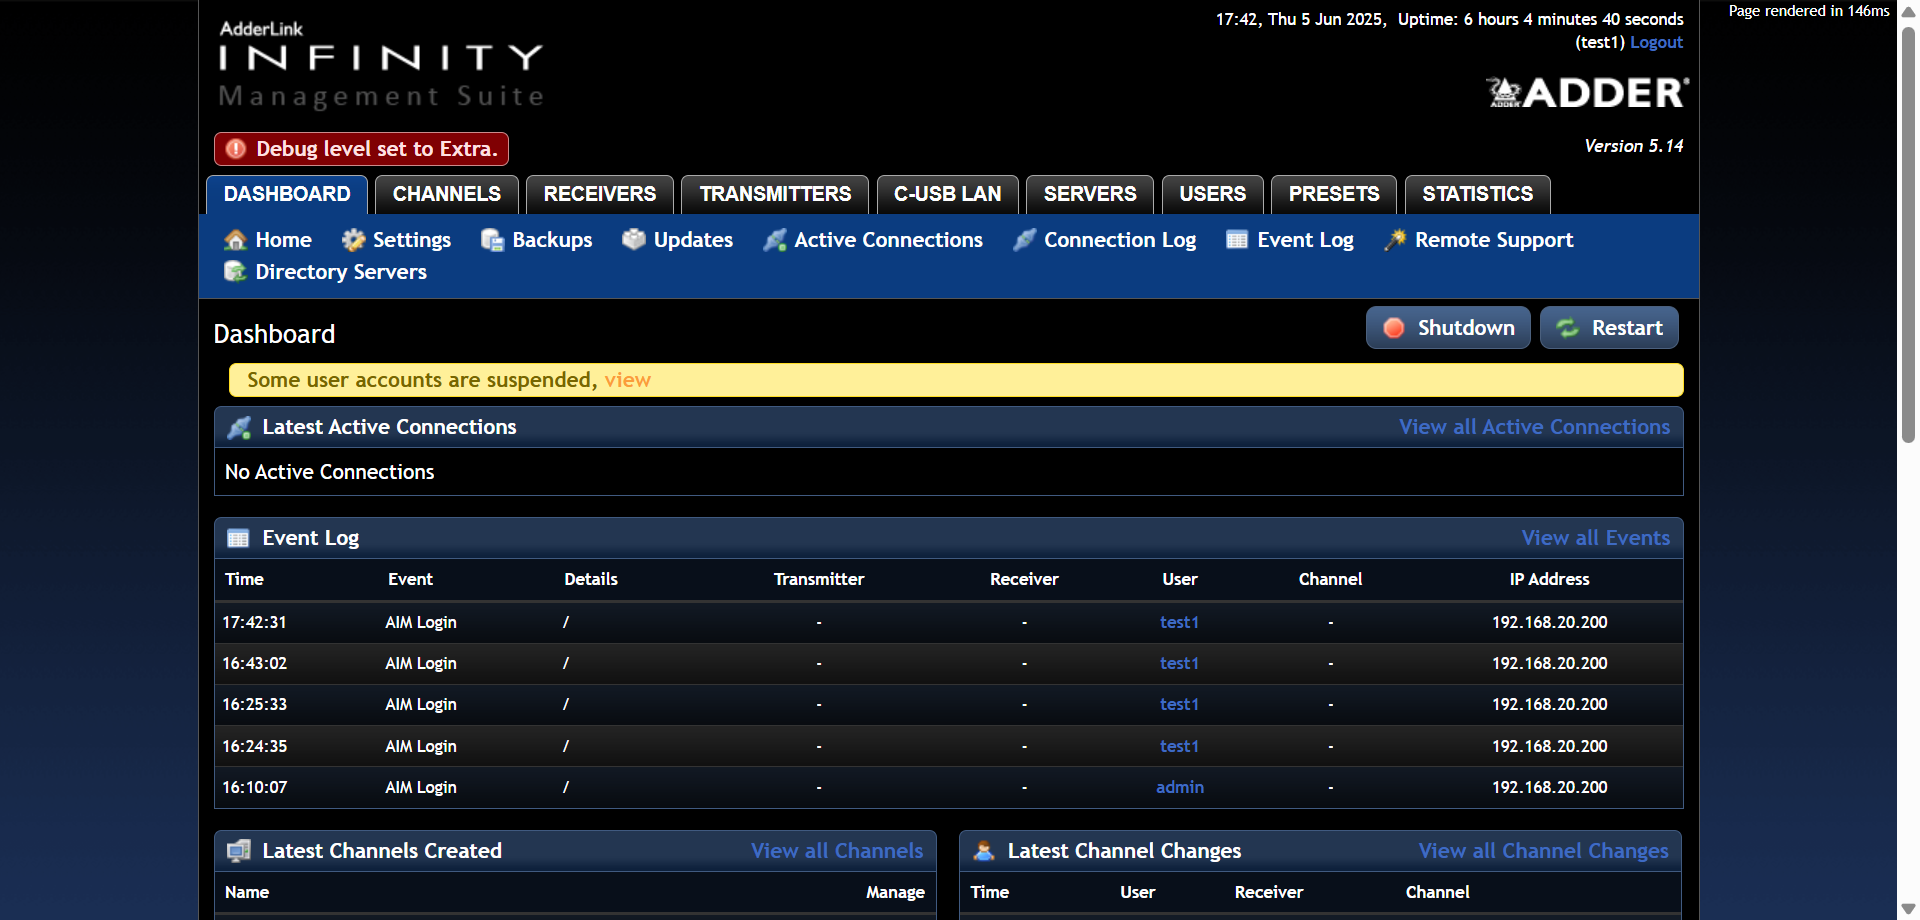 Page rendered in 146ms
AdderLink
INFINITY
Management Suite
17:42, Thu 5 Jun 2025, Uptime: 6 hours 4 minutes 40 seconds
(test1) Logout
ADDER
ADDER®
Debug level set to Extra.
Version 5.14
DASHBOARD CHANNELS RECEIVERS TRANSMITTERS C-USB LAN SERVERS USERS PRESETS STATISTICS
Home Settings Backups Updates Active Connections Connection Log Event Log Remote Support
Directory Servers
Dashboard
Shutdown Restart
Some user accounts are suspended, view
Latest Active Connections View all Active Connections
No Active Connections
Event Log View all Events
Time Event Details Transmitter Receiver User Channel IP Address
17:42:31 AIM Login / - - test1 - 192.168.20.200
16:43:02 AIM Login / - - test1 - 192.168.20.200
16:25:33 AIM Login / - - test1 - 192.168.20.200
16:24:35 AIM Login / - - test1 - 192.168.20.200
16:10:07 AIM Login / - - admin - 192.168.20.200
Latest Channels Created View all Channels
Name Manage
Latest Channel Changes View all Channel Changes
Time User Receiver Channel